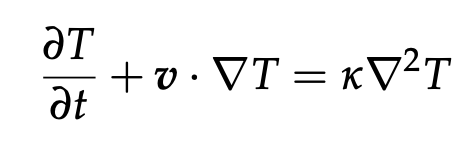 ∂T/∂t + 𝒗 · ∇T = κ∇²T